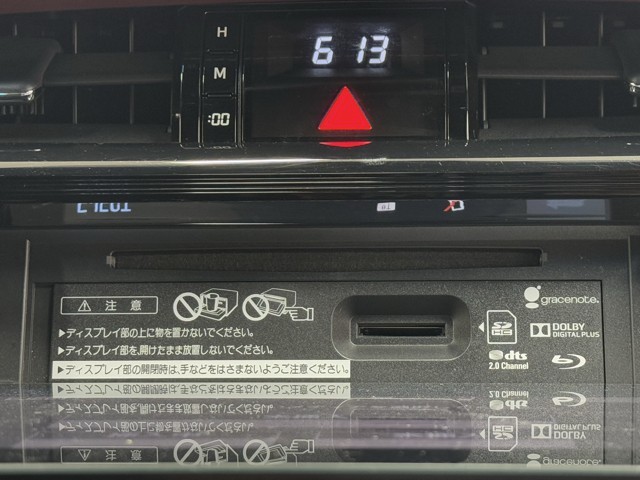 H
6 13
M
:00
⚠ 注意
▶ディスプレイ部の上に物を置かないでください。
▶ディスプレイ部を、開けたまま放置しないでください。
▶ディスプレイ部の開閉時は、手などをはさまないようご注意ください。
gracenote.
SD HC
DOLBY
DIGITAL PLUS
dts
2.0 Channel
Blu-ray